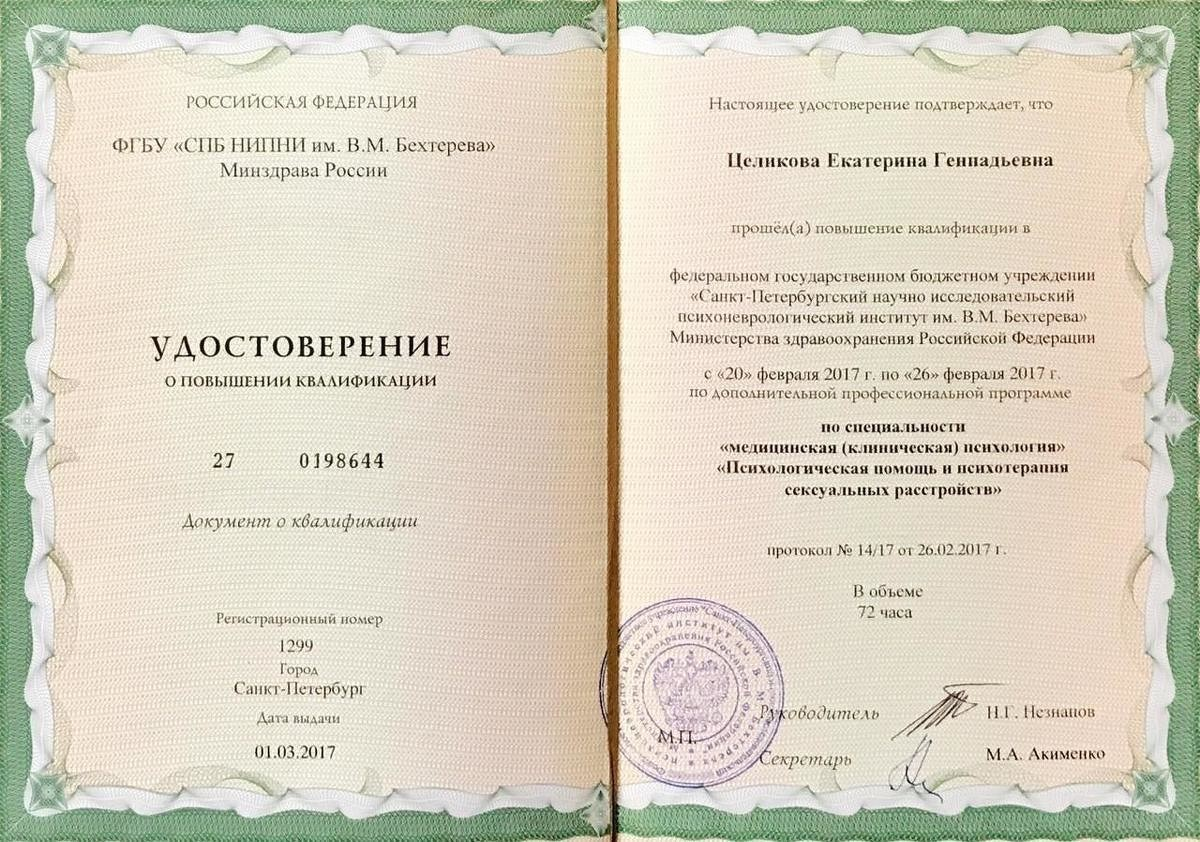 РОССИЙСКАЯ ФЕДЕРАЦИЯ
ФГБУ «СПБ НИПНИ им. В.М. Бехтерева»
Минздрава России
УДОСТОВЕРЕНИЕ
О ПОВЫШЕНИИ КВАЛИФИКАЦИИ
27 0198644
Документ о квалификации
Регистрационный номер
1299
Город
Санкт-Петербург
Дата выдачи
01.03.2017
Настоящее удостоверение подтверждает, что
Целикова Екатерина Геннадьевна
прошёл(а) повышение квалификации в
федеральном государственном бюджетном учреждении
«Санкт-Петербургский научно исследовательский
психоневрологический институт им. В.М. Бехтерева»
Министерства здравоохранения Российской Федерации
с «20» февраля 2017 г. по «26» февраля 2017 г.
по дополнительной профессиональной программе
по специальности
«медицинская (клиническая) психология»
«Психологическая помощь и психотерапия
сексуальных расстройств»
протокол № 14/17 от 26.02.2017 г.
В объеме
72 часа
Руководитель Н.Г. Незнанов
М.П.
Секретарь М.А. Акименко